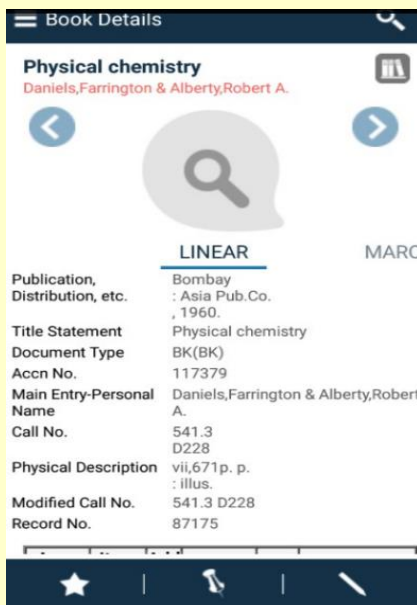 Book Details
Physical chemistry
Daniels,Farrington & Alberty,Robert A.
LINEAR
MARC
Publication, Bombay
Distribution, etc. : Asia Pub.Co.
, 1960.
Title Statement Physical chemistry
Document Type BK(BK)
Accn No. 117379
Main Entry-Personal Daniels,Farrington & Alberty,Robert
Name A.
Call No. 541.3
D228
Physical Description vii,671p. p.
: illus.
Modified Call No. 541.3 D228
Record No. 87175